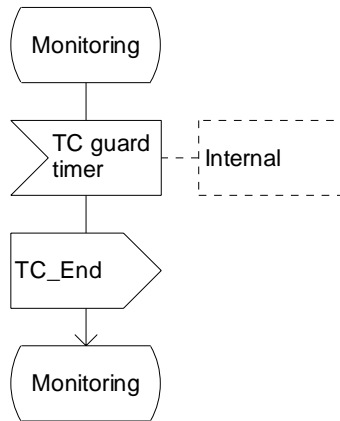 Monitoring
TC guard
timer
Internal
TC_End
Monitoring